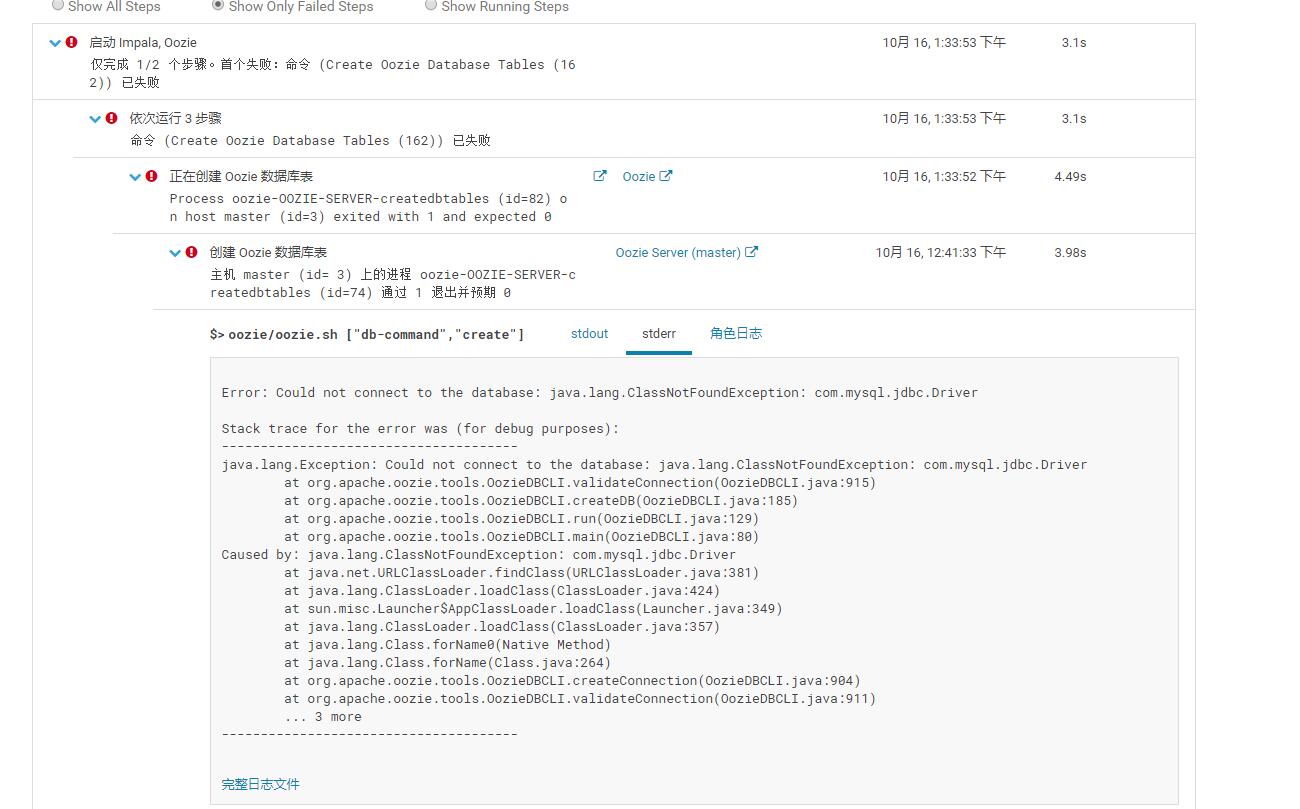 Show All Steps Show Only Failed Steps Show Running Steps
启动 Impala, Oozie 10月 16, 1:33:53 下午 3.1s
仅完成 1/2 个步骤。首个失败：命令 (Create Oozie Database Tables (16
2)) 已失败
依次运行 3 步骤 10月 16, 1:33:53 下午 3.1s
命令 (Create Oozie Database Tables (162)) 已失败
正在创建 Oozie 数据库表 Oozie 10月 16, 1:33:52 下午 4.49s
Process oozie-OOZIE-SERVER-createdbtables (id=82) o
n host master (id=3) exited with 1 and expected 0
创建 Oozie 数据库表 Oozie Server (master) 10月 16, 12:41:33 下午 3.98s
主机 master (id= 3) 上的进程 oozie-OOZIE-SERVER-c
reatedbtables (id=74) 通过 1 退出并预期 0
$> oozie/oozie.sh ["db-command","create"] stdout stderr 角色日志
Error: Could not connect to the database: java.lang.ClassNotFoundException: com.mysql.jdbc.Driver
Stack trace for the error was (for debug purposes):
--------------------------------------
java.lang.Exception: Could not connect to the database: java.lang.ClassNotFoundException: com.mysql.jdbc.Driver
at org.apache.oozie.tools.OozieDBCLI.validateConnection(OozieDBCLI.java:915)
at org.apache.oozie.tools.OozieDBCLI.createDB(OozieDBCLI.java:185)
at org.apache.oozie.tools.OozieDBCLI.run(OozieDBCLI.java:129)
at org.apache.oozie.tools.OozieDBCLI.main(OozieDBCLI.java:80)
Caused by: java.lang.ClassNotFoundException: com.mysql.jdbc.Driver
at java.net.URLClassLoader.findClass(URLClassLoader.java:381)
at java.lang.ClassLoader.loadClass(ClassLoader.java:424)
at sun.misc.Launcher$AppClassLoader.loadClass(Launcher.java:349)
at java.lang.ClassLoader.loadClass(ClassLoader.java:357)
at java.lang.Class.forName0(Native Method)
at java.lang.Class.forName(Class.java:264)
at org.apache.oozie.tools.OozieDBCLI.createConnection(OozieDBCLI.java:904)
at org.apache.oozie.tools.OozieDBCLI.validateConnection(OozieDBCLI.java:911)
... 3 more
--------------------------------------
完整日志文件